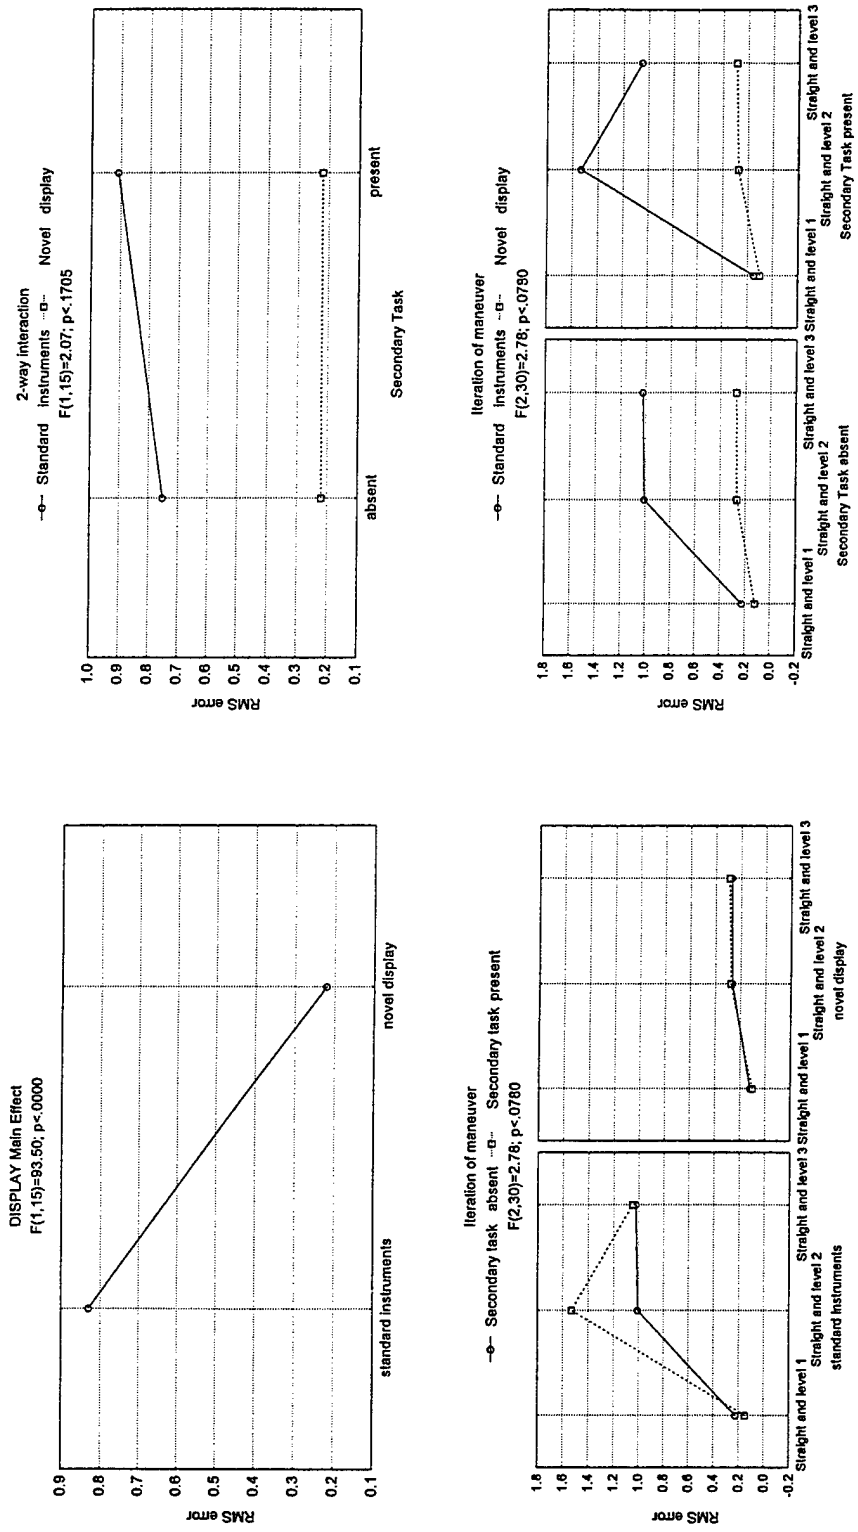 DISPLAY Main Effect
F(1,15)=93.50; p<.0000
0.9
0.8
0.7
0.6
0.5
0.4
0.3
0.2
0.1
RMS error
standard instruments
novel display
2-way interaction
Standard instruments Novel display
F(1,15)=2.07; p<.1705
1.0
0.9
0.8
0.7
0.6
0.5
0.4
0.3
0.2
0.1
RMS error
absent
present
Secondary Task
Iteration of maneuver
Secondary task absent Secondary task present
F(2,30)=2.78; p<.0780
1.8
1.6
1.4
1.2
1.0
0.8
0.6
0.4
0.2
0.0
-0.2
RMS error
Straight and level 1
Straight and level 2
Straight and level 3
standard instruments
Straight and level 1
Straight and level 2
Straight and level 3
novel display
Iteration of maneuver
Standard instruments Novel display
F(2,30)=2.78; p<.0780
1.8
1.6
1.4
1.2
1.0
0.8
0.6
0.4
0.2
0.0
-0.2
RMS error
Straight and level 1
Straight and level 2
Straight and level 3
Secondary Task absent
Straight and level 1
Straight and level 2
Straight and level 3
Secondary Task present